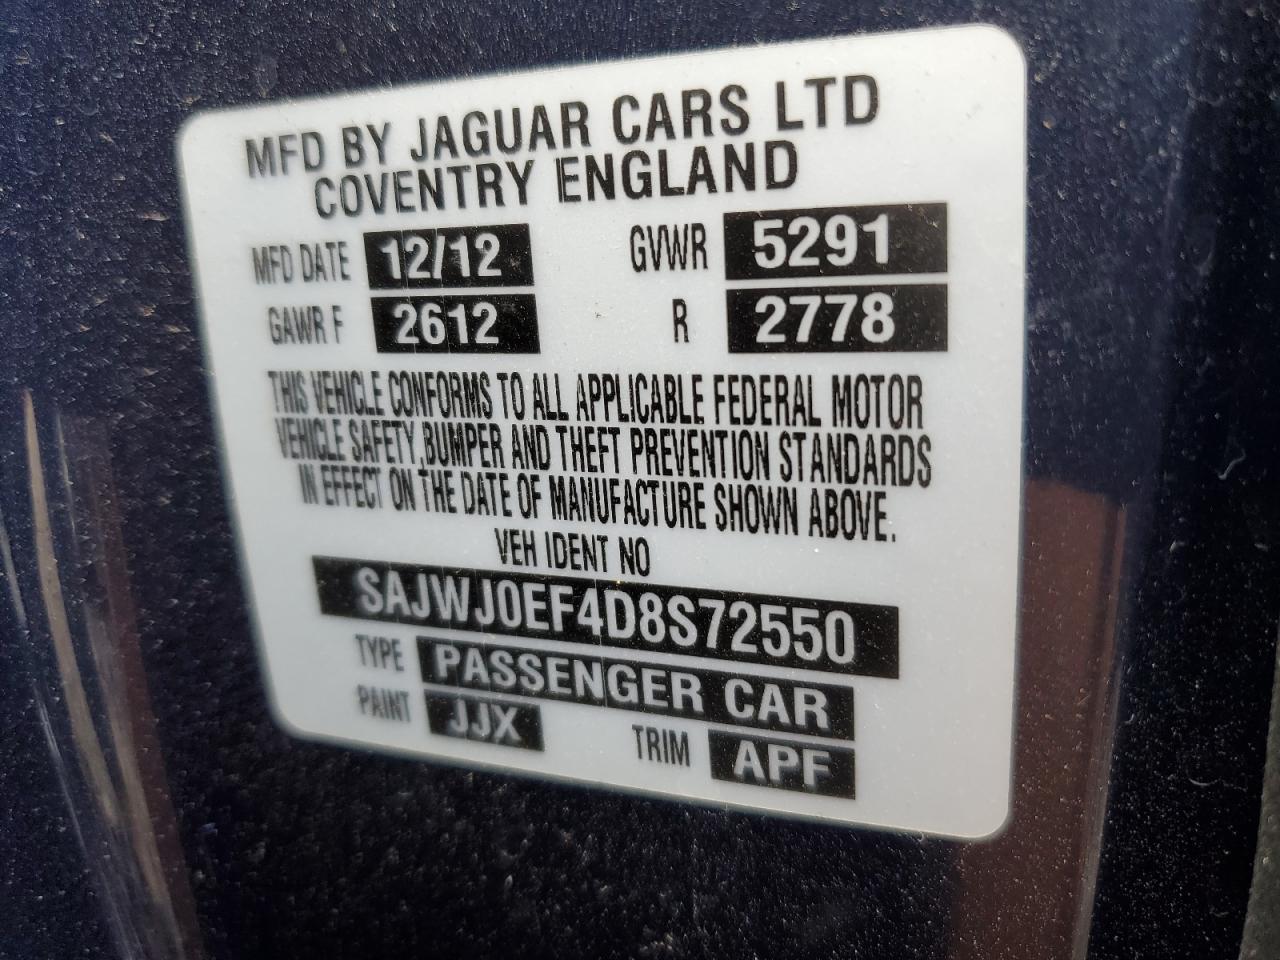 MFD BY JAGUAR CARS LTD
COVENTRY ENGLAND
MFD DATE 12/12 GVWR 5291
GAWR F 2612 R 2778
THIS VEHICLE CONFORMS TO ALL APPLICABLE FEDERAL MOTOR
VEHICLE SAFETY,BUMPER AND THEFT PREVENTION STANDARDS
IN EFFECT ON THE DATE OF MANUFACTURE SHOWN ABOVE.
VEH IDENT NO
SAJWJ0EF4D8S72550
TYPE PASSENGER CAR
PAINT JJX TRIM APF